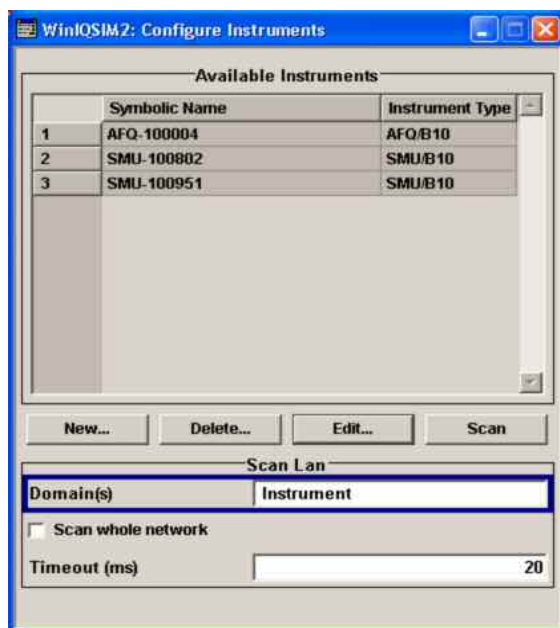 WinIQSIM2: Configure Instruments
Available Instruments
Symbolic Name Instrument Type
1 AFQ-100004 AFQ/B10
2 SMU-100802 SMU/B10
3 SMU-100951 SMU/B10
New... Delete... Edit... Scan
Scan Lan
Domain(s) Instrument
Scan whole network
Timeout (ms) 20